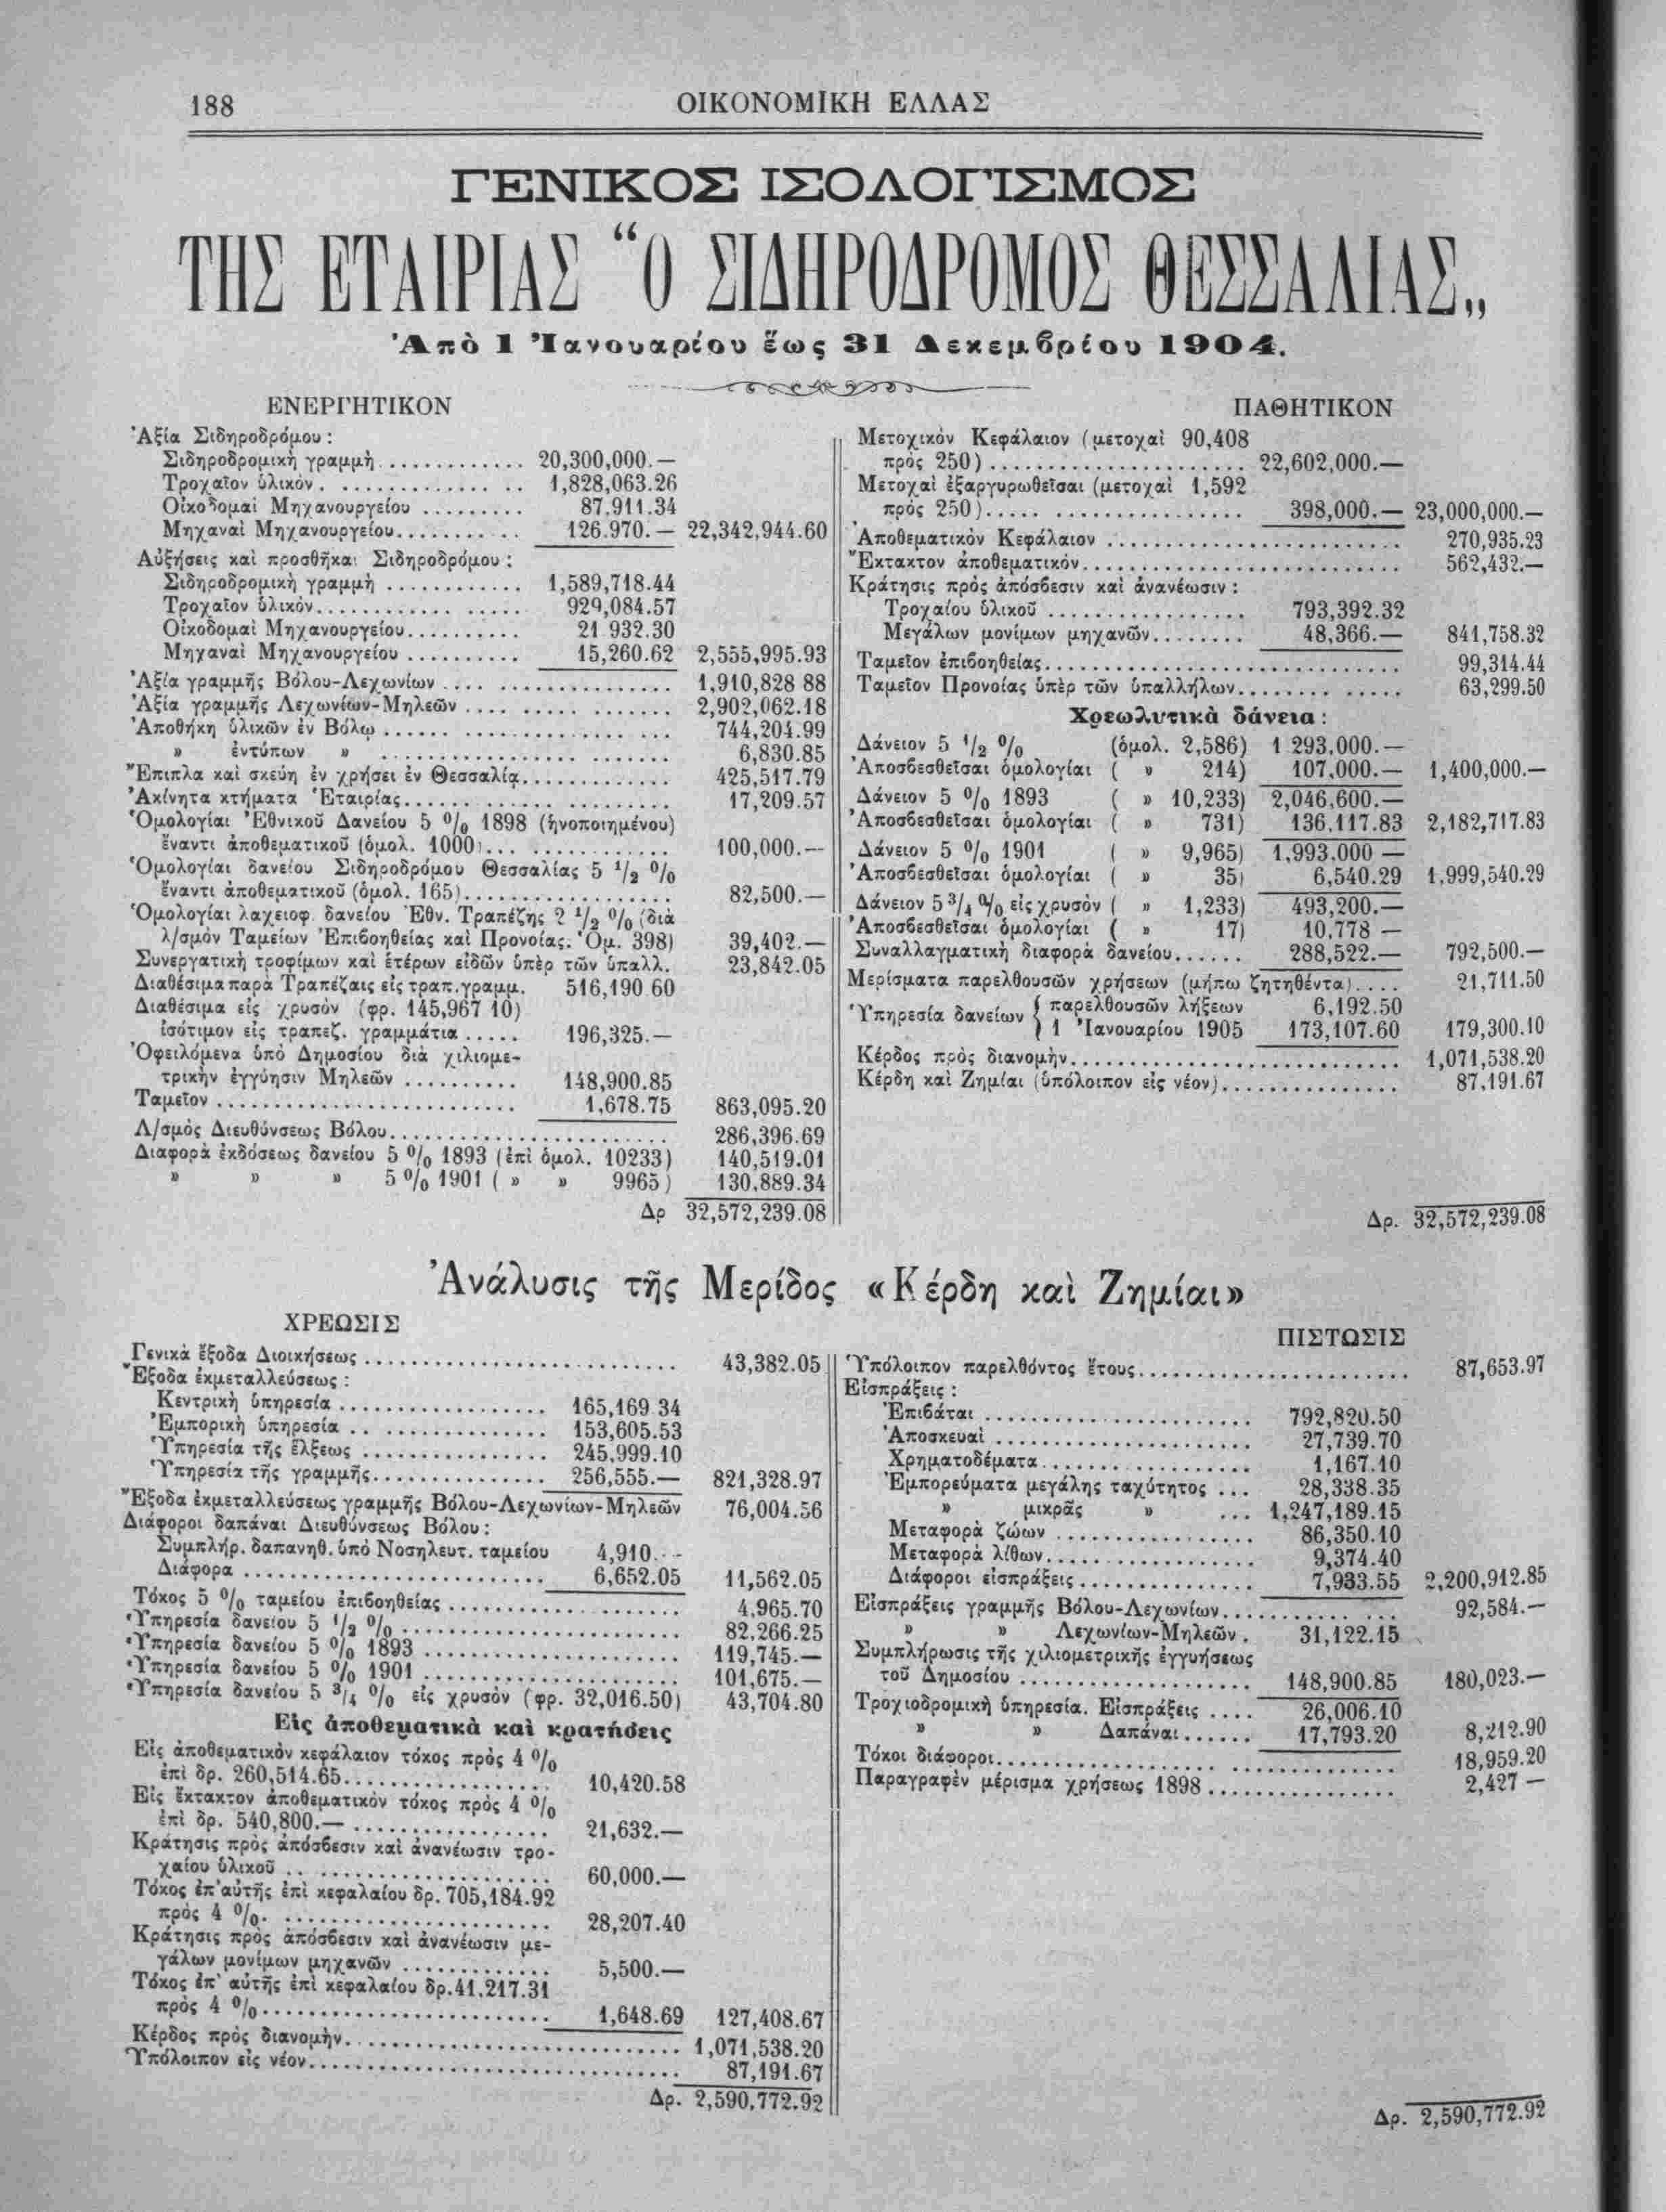 188
ΟΙΚΟΝΟΜΙΚΗ ΕΛΛΑΣ
ΓΕΝΙΚΟΣ ΙΣΟΛΟΓΙΣΜΟΣ
ΤΗΣ ΕΤΑΙΡΙΑΣ “Ο ΣΙΔΗΡΟΔΡΟΜΟΣ ΘΕΣΣΑΛΙΑΣ„
Ἀπὸ 1 Ἰανουαρίου ἕως 31 Δεκεμβρίου 1904.
ΕΝΕΡΓΗΤΙΚΟΝ
Ἀξία Σιδηροδρόμου :
Σιδηροδρομικὴ γραμμὴ ............ 20,300,000.—
Τροχαῖον ὑλικόν ............ 1,828,063.26
Οἰκοδομαὶ Μηχανουργείου ......... 87,911.34
Μηχαναὶ Μηχανουργείου........... 126.970.— 22,342,944.60
Αὐξήσεις καὶ προσθῆκαι Σιδηροδρόμου :
Σιδηροδρομικὴ γραμμὴ ............ 1,589,718.44
Τροχαῖον ὑλικόν................. 929,084.57
Οἰκοδομαὶ Μηχανουργείου.......... 21 932.30
Μηχαναὶ Μηχανουργείου .......... 15,260.62 2,555,995.93
Ἀξία γραμμῆς Βόλου-Λεχωνίων .................. 1,910,828 88
Ἀξία γραμμῆς Λεχωνίων-Μηλεῶν ............ 2,902,062.18
Ἀποθήκη ὑλικῶν ἐν Βόλῳ .................. 744,204.99
» ἐντύπων » .................. 6,830.85
Ἔπιπλα καὶ σκεύη ἐν χρήσει ἐν Θεσσαλίᾳ............. 425,517.79
Ἀκίνητα κτήματα Ἑταιρίας.................. 17,209.57
Ὁμολογίαι Ἐθνικοῦ Δανείου 5 % 1898 (ἡνοποιημένου)
ἔναντι ἀποθεματικοῦ (ὁμολ. 1000)............... 100,000.—
Ὁμολογίαι δανείου Σιδηροδρόμου Θεσσαλίας 5 1/2 %
ἔναντι ἀποθεματικοῦ (ὁμολ. 165).................. 82,500.—
Ὁμολογίαι λαχειοφ. δανείου Ἐθν. Τραπέζης 2 1/2 % (διὰ
λ/σμὸν Ταμείων Ἐπιβοηθείας καὶ Προνοίας. Ὁμ. 398) 39,402.—
Συνεργατικὴ τροφίμων καὶ ἑτέρων εἰδῶν ὑπὲρ τῶν ὑπαλλ. 23,842.05
Διαθέσιμα παρὰ Τραπέζαις εἰς τραπ. γραμμ. 516,190 60
Διαθέσιμα εἰς χρυσὸν (φρ. 145,967 10)
ἰσότιμον εἰς τραπεζ. γραμμάτια ..... 196,325.—
Ὀφειλόμενα ὑπὸ Δημοσίου διὰ χιλιομε-
τρικὴν ἐγγύησιν Μηλεῶν .......... 148,900.85
Ταμεῖον .......................... 1,678.75 863,095.20
Λ/σμὸς Διευθύνσεως Βόλου.......................... 286,396.69
Διαφορὰ ἐκδόσεως δανείου 5 % 1893 (ἐπὶ ὁμολ. 10233) 140,519.01
» » » 5 % 1901 ( » » 9965) 130.889.34
Δρ 32,572,239.08
ΠΑΘΗΤΙΚΟΝ
Μετοχικὸν Κεφάλαιον (μετοχαὶ 90,408
πρὸς 250) ...................... 22,602,000.—
Μετοχαὶ ἐξαργυρωθεῖσαι (μετοχαὶ 1,592
πρὸς 250)..................... 398,000.— 23,000,000.—
Ἀποθεματικὸν Κεφάλαιον .......................... 270,935.23
Ἔκτακτον ἀποθεματικόν.......................... 562,432.—
Κράτησις πρὸς ἀπόσβεσιν καὶ ἀνανέωσιν :
Τροχαίου ὑλικοῦ ................. 793,392.32
Μεγάλων μονίμων μηχανῶν........ 48,366.— 841,758.32
Ταμεῖον ἐπιβοηθείας.............................. 99,314.44
Ταμεῖον Προνοίας ὑπὲρ τῶν ὑπαλλήλων.............. 63,299.50
Χρεωλυτικὰ δάνεια :
Δάνειον 5 1/2 % (ὁμολ. 2,586) 1 293,000.—
Ἀποσβεσθεῖσαι ὁμολογίαι ( » 214) 107,000.— 1,400,000.—
Δάνειον 5 % 1893 ( » 10,233) 2,046,600.—
Ἀποσβεσθεῖσαι ὁμολογίαι ( » 731) 136,117.83 2,182,717.83
Δάνειον 5 % 1901 ( » 9,965) 1,993,000 —
Ἀποσβεσθεῖσαι ὁμολογίαι ( » 35) 6,540.29 1,999,540.29
Δάνειον 5 3/4 % εἰς χρυσὸν ( » 1,233) 493,200.—
Ἀποσβεσθεῖσαι ὁμολογίαι ( » 17) 10,778 —
Συναλλαγματικὴ διαφορὰ δανείου...... 288,522.— 792,500.—
Μερίσματα παρελθουσῶν χρήσεων (μήπω ζητηθέντα).... 21,711.50
Ὑπηρεσία δανείων { παρελθουσῶν λήξεων 6,192.50
} 1 Ἰανουαρίου 1905 173,107.60 179,300.10
Κέρδος πρὸς διανομήν.............................. 1,071,538.20
Κέρδη καὶ Ζημίαι (ὑπόλοιπον εἰς νέον)............... 87,191.67
Δρ. 32,572,239.08
Ἀνάλυσις τῆς Μερίδος «Κέρδη καὶ Ζημίαι»
ΧΡΕΩΣΙΣ
Γενικὰ ἔξοδα Διοικήσεως .......................... 43,382.05
Ἔξοδα ἐκμεταλλεύσεως :
Κεντρικὴ ὑπηρεσία ................. 165,169 34
Ἐμπορικὴ ὑπηρεσία ................ 153,605.53
Ὑπηρεσία τῆς ἕλξεως ............... 245,999.10
Ὑπηρεσία τῆς γραμμῆς............... 256,555.— 821,328.97
Ἔξοδα ἐκμεταλλεύσεως γραμμῆς Βόλου-Λεχωνίων-Μηλεῶν 76,004.56
Διάφοροι δαπάναι Διευθύνσεως Βόλου :
Συμπλήρ. δαπανηθ. ὑπὸ Νοσηλευτ. ταμείου 4,910.—
Διάφορα .......................... 6,652.05 11,562.05
Τόκος 5 % ταμείου ἐπιβοηθείας .................... 4,965.70
Ὑπηρεσία δανείου 5 1/2 % .......................... 82,266.25
Ὑπηρεσία δανείου 5 % 1893 ........................ 119,745.—
Ὑπηρεσία δανείου 5 % 1901 ........................ 101,675.—
Ὑπηρεσία δανείου 5 3/4 % εἰς χρυσὸν (φρ. 32,016.50) 43,704.80
Εἰς ἀποθεματικὰ καὶ κρατήσεις
Εἰς ἀποθεματικὸν κεφάλαιον τόκος πρὸς 4 %
ἐπὶ δρ. 260,514.65.................. 10,420.58
Εἰς ἔκτακτον ἀποθεματικὸν τόκος πρὸς 4 %
ἐπὶ δρ. 540,800.— ................. 21,632.—
Κράτησις πρὸς ἀπόσβεσιν καὶ ἀνανέωσιν τρο-
χαίου ὑλικοῦ ...................... 60,000.—
Τόκος ἐπ' αὐτῆς ἐπὶ κεφαλαίου δρ. 705,184.92
πρὸς 4 %. ....................... 28,207.40
Κράτησις πρὸς ἀπόσβεσιν καὶ ἀνανέωσιν με-
γάλων μονίμων μηχανῶν ............. 5,500.—
Τόκος ἐπ' αὐτῆς ἐπὶ κεφαλαίου δρ. 41,217.31
πρὸς 4 %......................... 1,648.69 127,408.67
Κέρδος πρὸς διανομήν.............................. 1,071,538.20
Ὑπόλοιπον εἰς νέον................................ 87,191.67
Δρ. 2,590,772.92
ΠΙΣΤΩΣΙΣ
Ὑπόλοιπον παρελθόντος ἔτους........................ 87,653.97
Εἰσπράξεις :
Ἐπιβάται ........................ 792,820.50
Ἀποσκευαὶ ....................... 27,739.70
Χρηματοδέματα.................... 1,167.10
Ἐμπορεύματα μεγάλης ταχύτητος ... 28,338.35
» μικρᾶς » ... 1,247,189.15
Μεταφορὰ ζώων .................. 86,350.10
Μεταφορὰ λίθων................... 9,374.40
Διάφοροι εἰσπράξεις................ 7,933.55 2,200,912.85
Εἰσπράξεις γραμμῆς Βόλου-Λεχωνίων................ 92,584.—
» » Λεχωνίων-Μηλεῶν . 31,122.15
Συμπλήρωσις τῆς χιλιομετρικῆς ἐγγυήσεως
τοῦ Δημοσίου ..................... 148,900.85 180,023.—
Τροχιοδρομικὴ ὑπηρεσία. Εἰσπράξεις .... 26,006.10
» » Δαπάναι...... 17,793.20 8,212.90
Τόκοι διάφοροι.................................... 18,959.20
Παραγραφὲν μέρισμα χρήσεως 1898 ................ 2,427 —
Δρ. 2,590,772.92